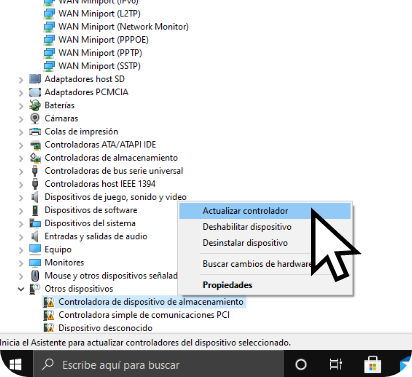 WAN Miniport (IPv6)
WAN Miniport (L2TP)
WAN Miniport (Network Monitor)
WAN Miniport (PPPOE)
WAN Miniport (PPTP)
WAN Miniport (SSTP)
Adaptadores host SD
Adaptadores PCMCIA
Baterías
Cámaras
Colas de impresión
Controladoras ATA/ATAPI IDE
Controladoras de almacenamiento
Controladoras de bus serie universal
Controladoras host IEEE 1394
Dispositivos de juego, sonido y video
Dispositivos de software
Dispositivos del sistema
Entradas y salidas de audio
Equipo
Monitores
Mouse y otros dispositivos señalad
Otros dispositivos
Controladora de dispositivo de almacenamiento
Controladora simple de comunicaciones PCI
Dispositivo desconocido
Actualizar controlador
Deshabilitar dispositivo
Desinstalar dispositivo
Buscar cambios de hardware
Propiedades
Inicia el Asistente para actualizar controladores del dispositivo seleccionado.
Escribe aquí para buscar